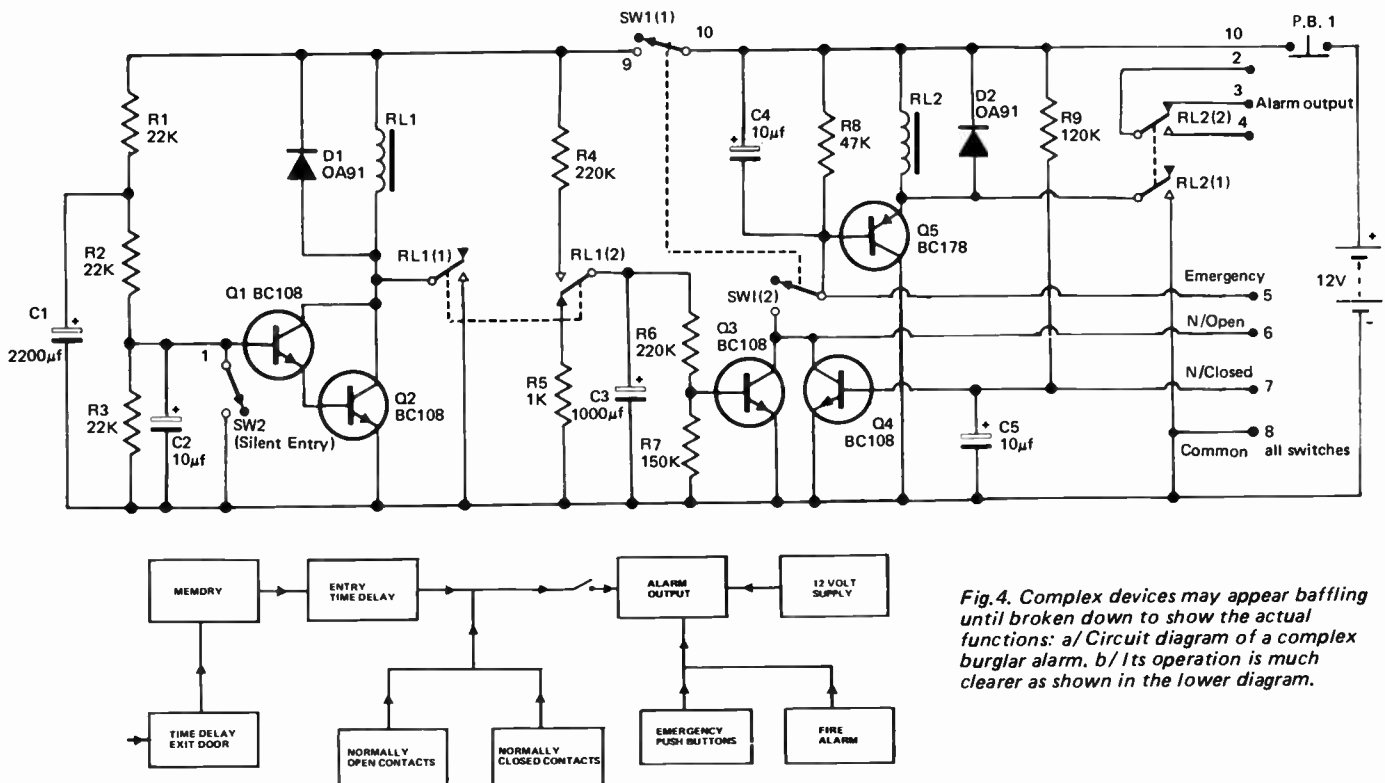 SW1(1)
9
10
10
P.B. 1
2
3
Alarm output
4
RL2(2)
RL2(1)
R1
22K
D1
OA91
RL1
R4
220K
C4
10µf
R8
47K
RL2
D2
OA91
R9
120K
R2
22K
RL1(1)
RL1(2)
Q5
BC178
Emergency
5
12V
+
-
C1
2200µf
+
Q1 BC108
R6
220K
SWI(2)
Q3
BC108
N/Open
6
1
R3
22K
C2
10µf
+
SW2
(Silent Entry)
Q2
BC108
R5
1K
C3
1000µf
+
R7
150K
Q4
BC108
N/Closed
7
C5
10µf
+
8
Common
all switches
MEMDRY
ENTRY
TIME DELAY
ALARM
OUTPUT
12 VOLT
SUPPLY
TIME DELAY
EXIT DOOR
NORMALLY
OPEN CONTACTS
NORMALLY
CLOSED CONTACTS
EMERGENCY
PUSH BUTTONS
FIRE
ALARM
Fig.4. Complex devices may appear baffling
until broken down to show the actual
functions: a/ Circuit diagram of a complex
burglar alarm. b/ Its operation is much
clearer as shown in the lower diagram.